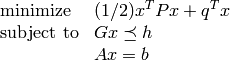 minimize (1/2)x^T Px + q^T x
subject to Gx ⪯ h
Ax = b